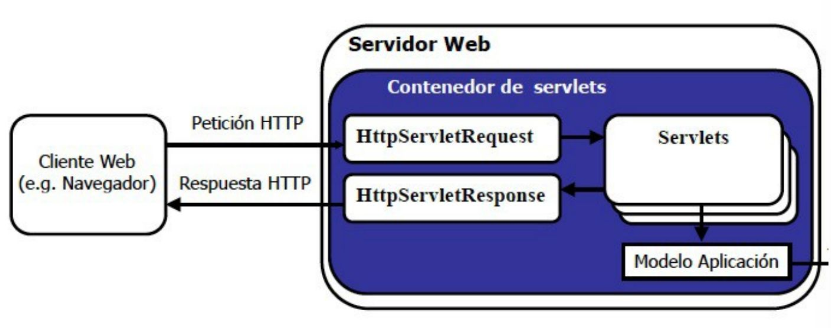 Servidor Web
Contenedor de servlets
Petición HTTP
HttpServletRequest
Servlets
Cliente Web
(e.g. Navegador)
Respuesta HTTP
HttpServletResponse
Modelo Aplicación